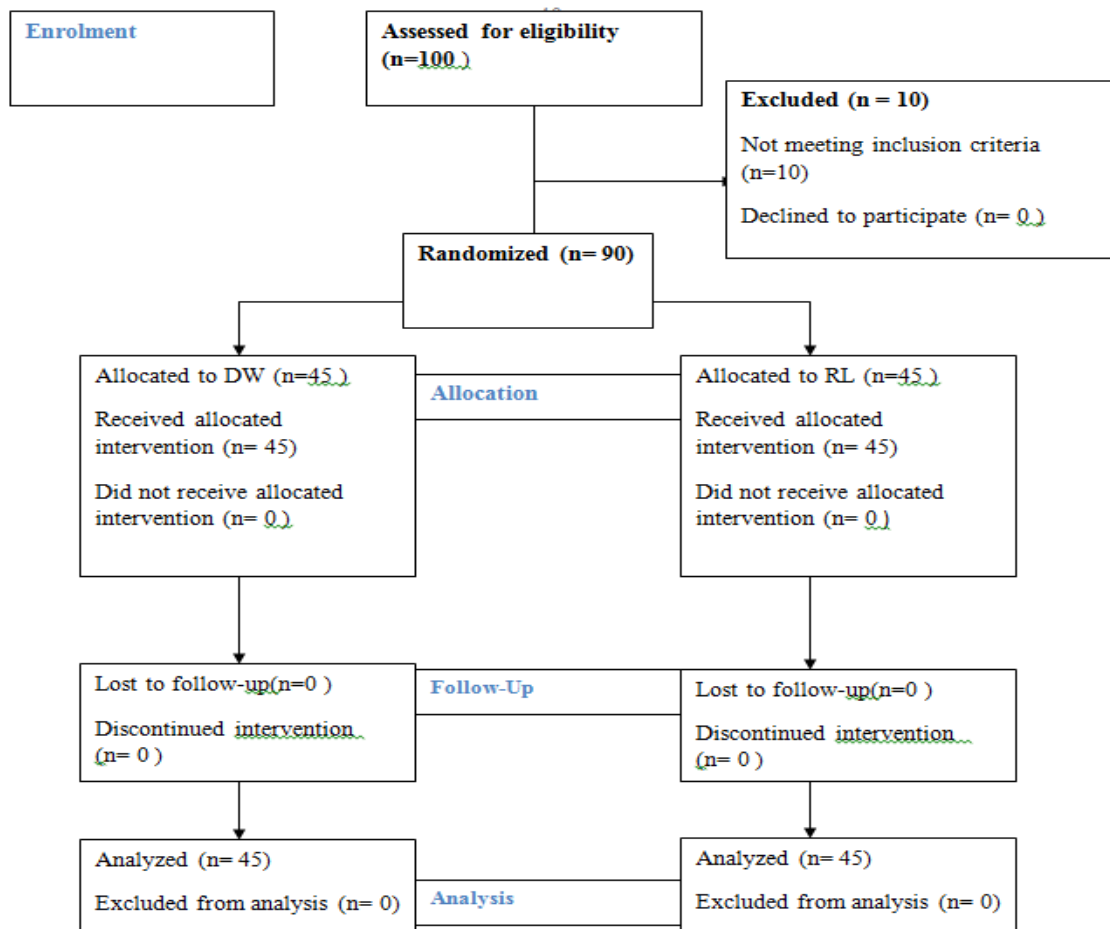 Enrolment
Assessed for eligibility
(n=100 )
Excluded (n = 10)
Not meeting inclusion criteria
(n=10)
Declined to participate (n= 0 )
Randomized (n= 90)
Allocated to DW (n=45 )
Received allocated
intervention (n= 45)
Did not receive allocated
intervention (n= 0 )
Allocation
Allocated to RL (n=45 )
Received allocated
intervention (n= 45)
Did not receive allocated
intervention (n= 0 )
Lost to follow-up(n=0 )
Discontinued intervention
(n= 0 )
Follow-Up
Lost to follow-up(n=0 )
Discontinued intervention
(n= 0 )
Analyzed (n= 45)
Excluded from analysis (n= 0)
Analysis
Analyzed (n= 45)
Excluded from analysis (n= 0)